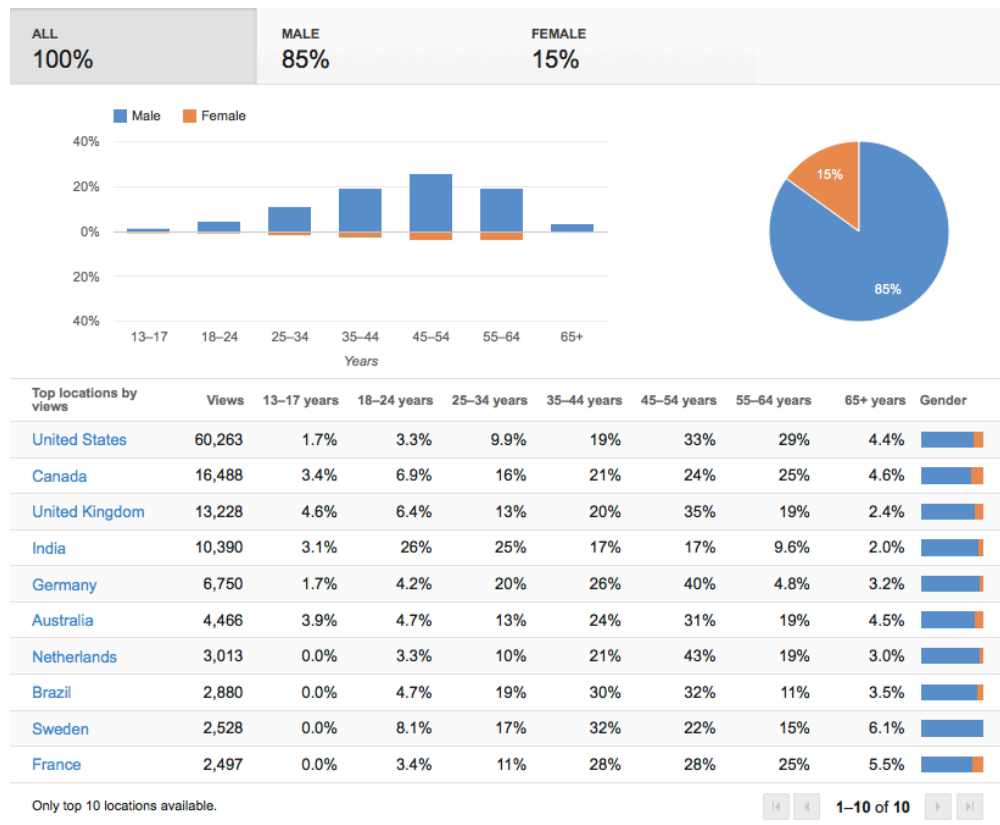 ALL MALE FEMALE
100% 85% 15%
Male Female
40%
20%
0%
20%
40%
13–17 18–24 25–34 35–44 45–54 55–64 65+
Years
15%
85%
Top locations by
views
Views 13–17 years 18–24 years 25–34 years 35–44 years 45–54 years 55–64 years 65+ years Gender
United States 60,263 1.7% 3.3% 9.9% 19% 33% 29% 4.4%
Canada 16,488 3.4% 6.9% 16% 21% 24% 25% 4.6%
United Kingdom 13,228 4.6% 6.4% 13% 20% 35% 19% 2.4%
India 10,390 3.1% 26% 25% 17% 17% 9.6% 2.0%
Germany 6,750 1.7% 4.2% 20% 26% 40% 4.8% 3.2%
Australia 4,466 3.9% 4.7% 13% 24% 31% 19% 4.5%
Netherlands 3,013 0.0% 3.3% 10% 21% 43% 19% 3.0%
Brazil 2,880 0.0% 4.7% 19% 30% 32% 11% 3.5%
Sweden 2,528 0.0% 8.1% 17% 32% 22% 15% 6.1%
France 2,497 0.0% 3.4% 11% 28% 28% 25% 5.5%
Only top 10 locations available. 1–10 of 10